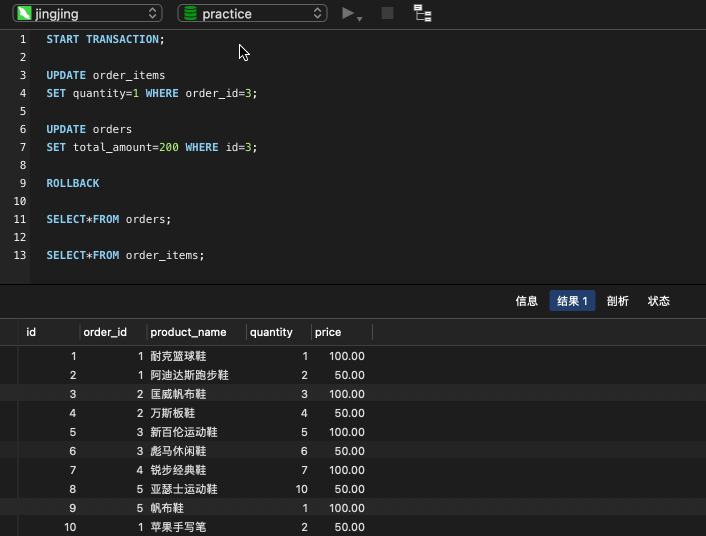 jingjing practice
1 START TRANSACTION;
2
3 UPDATE order_items
4 SET quantity=1 WHERE order_id=3;
5
6 UPDATE orders
7 SET total_amount=200 WHERE id=3;
8
9 ROLLBACK
10
11 SELECT*FROM orders;
12
13 SELECT*FROM order_items;
信息 结果 1 剖析 状态
id order_id product_name quantity price
1 1 耐克篮球鞋 1 100.00
2 1 阿迪达斯跑步鞋 2 50.00
3 2 匡威帆布鞋 3 100.00
4 2 万斯板鞋 4 50.00
5 3 新百伦运动鞋 5 100.00
6 3 彪马休闲鞋 6 50.00
7 4 锐步经典鞋 7 100.00
8 5 亚瑟士运动鞋 10 50.00
9 5 帆布鞋 1 100.00
10 1 苹果手写笔 2 50.00